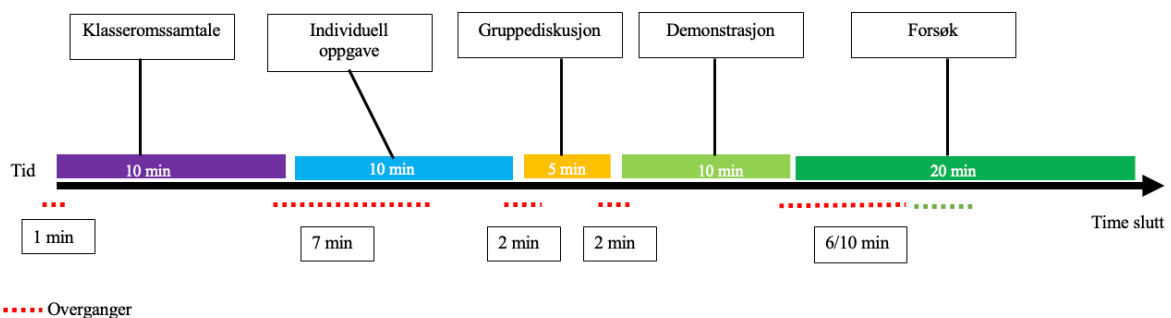 Klasseromssamtale
Individuell
oppgave
Gruppediskusjon
Demonstrasjon
Forsøk
Tid
10 min
10 min
5 min
10 min
20 min
Time slutt
1 min
7 min
2 min
2 min
6/10 min
Overganger